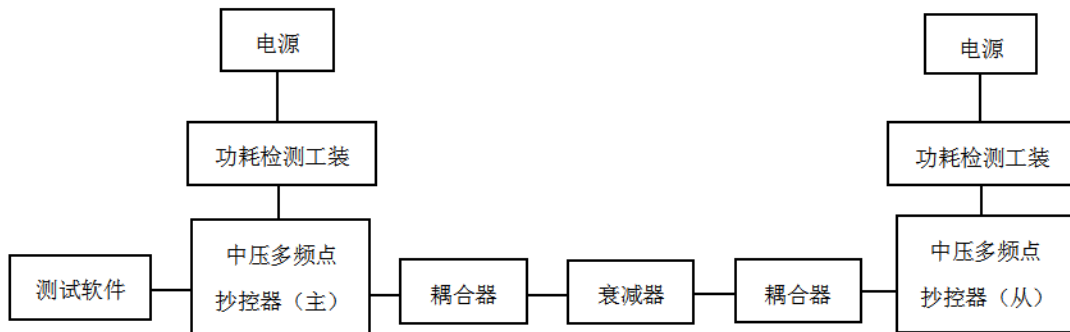 电源
电源
功耗检测工装
功耗检测工装
中压多频点
抄控器（主）
中压多频点
抄控器（从）
测试软件
耦合器
衰减器
耦合器